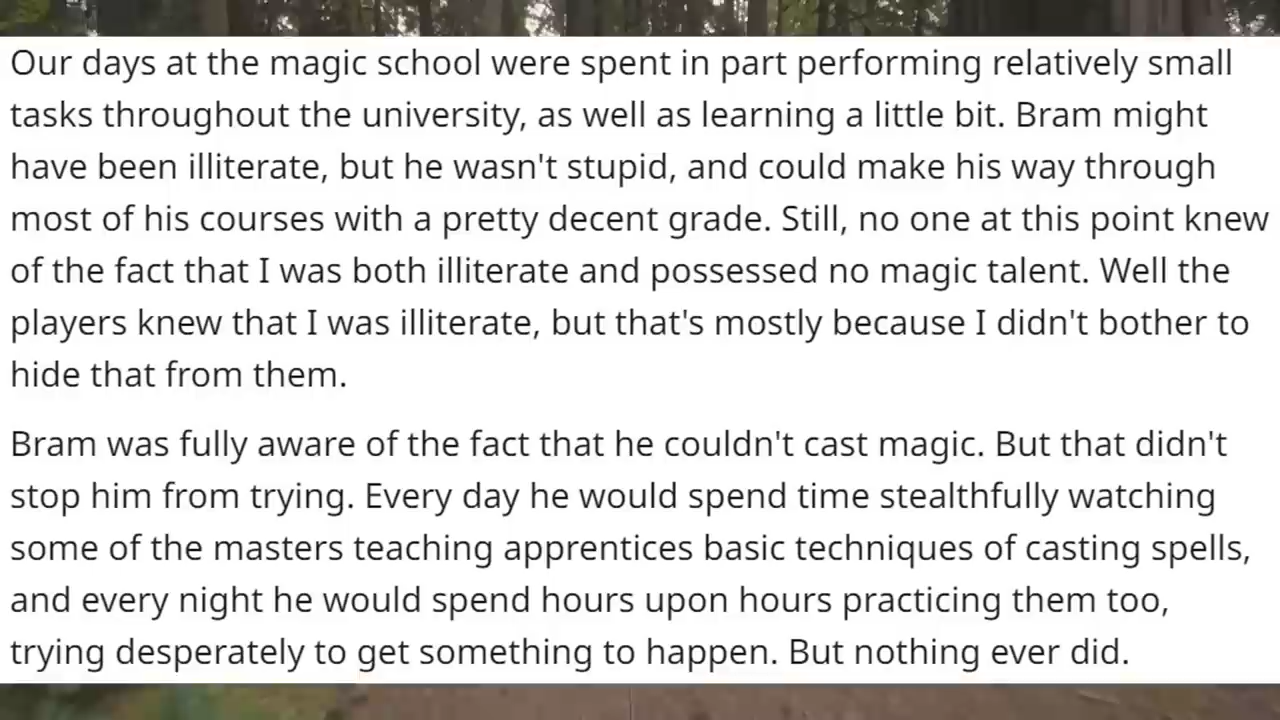 Our days at the magic school were spent in part performing relatively small
tasks throughout the university, as well as learning a little bit. Bram might
have been illiterate, but he wasn't stupid, and could make his way through
most of his courses with a pretty decent grade. Still, no one at this point knew
of the fact that I was both illiterate and possessed no magic talent. Well the
players knew that I was illiterate, but that's mostly because I didn't bother to
hide that from them.
Bram was fully aware of the fact that he couldn't cast magic. But that didn't
stop him from trying. Every day he would spend time stealthfully watching
some of the masters teaching apprentices basic techniques of casting spells,
and every night he would spend hours upon hours practicing them too,
trying desperately to get something to happen. But nothing ever did.